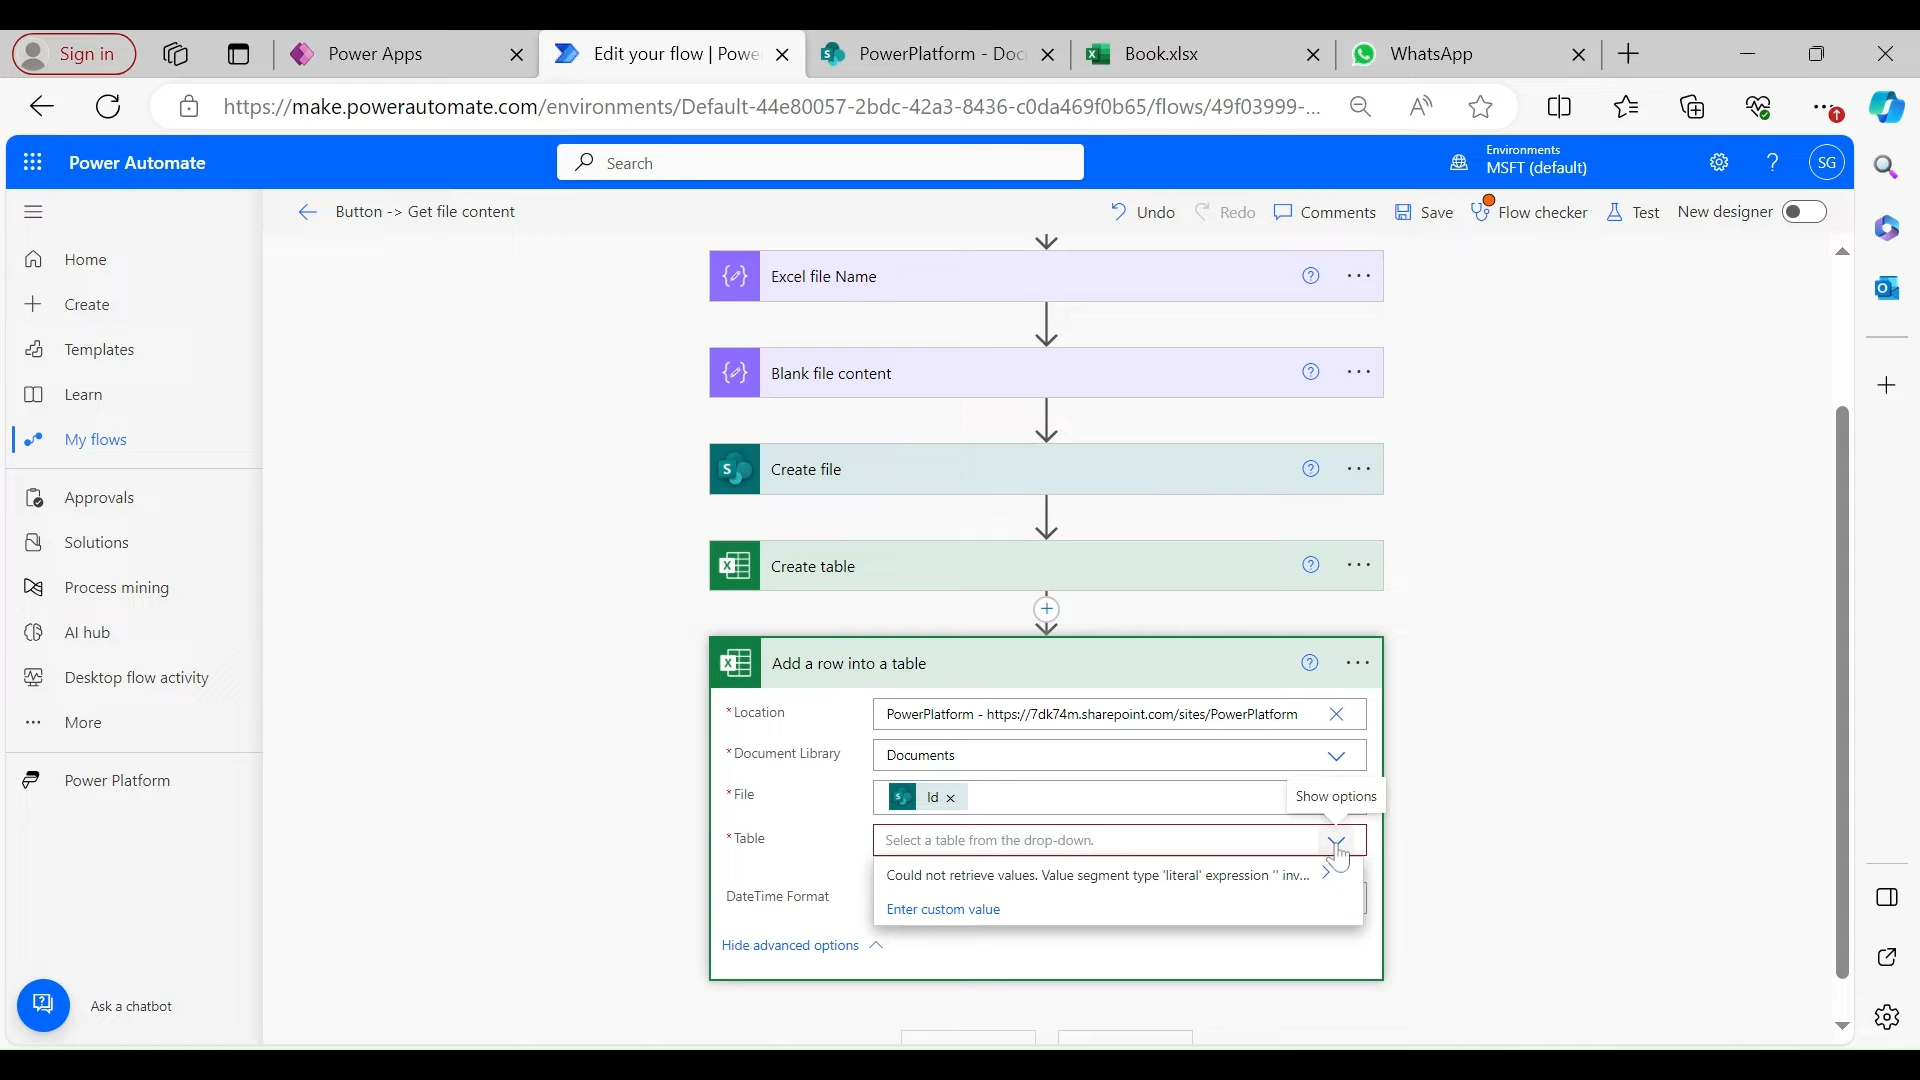 Sign in
Power Apps
Edit your flow | Powe
PowerPlatform - Doc
Book.xlsx
WhatsApp
https://make.powerautomate.com/environments/Default-44e80057-2bdc-42a3-8436-c0da469f0b65/flows/49f03999-...
Power Automate
Search
Environments
MSFT (default)
SG
Button -> Get file content
Undo
Redo
Comments
Save
Flow checker
Test
New designer
Home
Create
Templates
Learn
My flows
Approvals
Solutions
Process mining
AI hub
Desktop flow activity
More
Power Platform
Ask a chatbot
Excel file Name
Blank file content
Create file
Create table
Add a row into a table
* Location
PowerPlatform - https://7dk74m.sharepoint.com/sites/PowerPlatform
* Document Library
Documents
* File
Id
Show options
* Table
Select a table from the drop-down.
Could not retrieve values. Value segment type 'literal' expression '' inv...
DateTime Format
Enter custom value
Hide advanced options